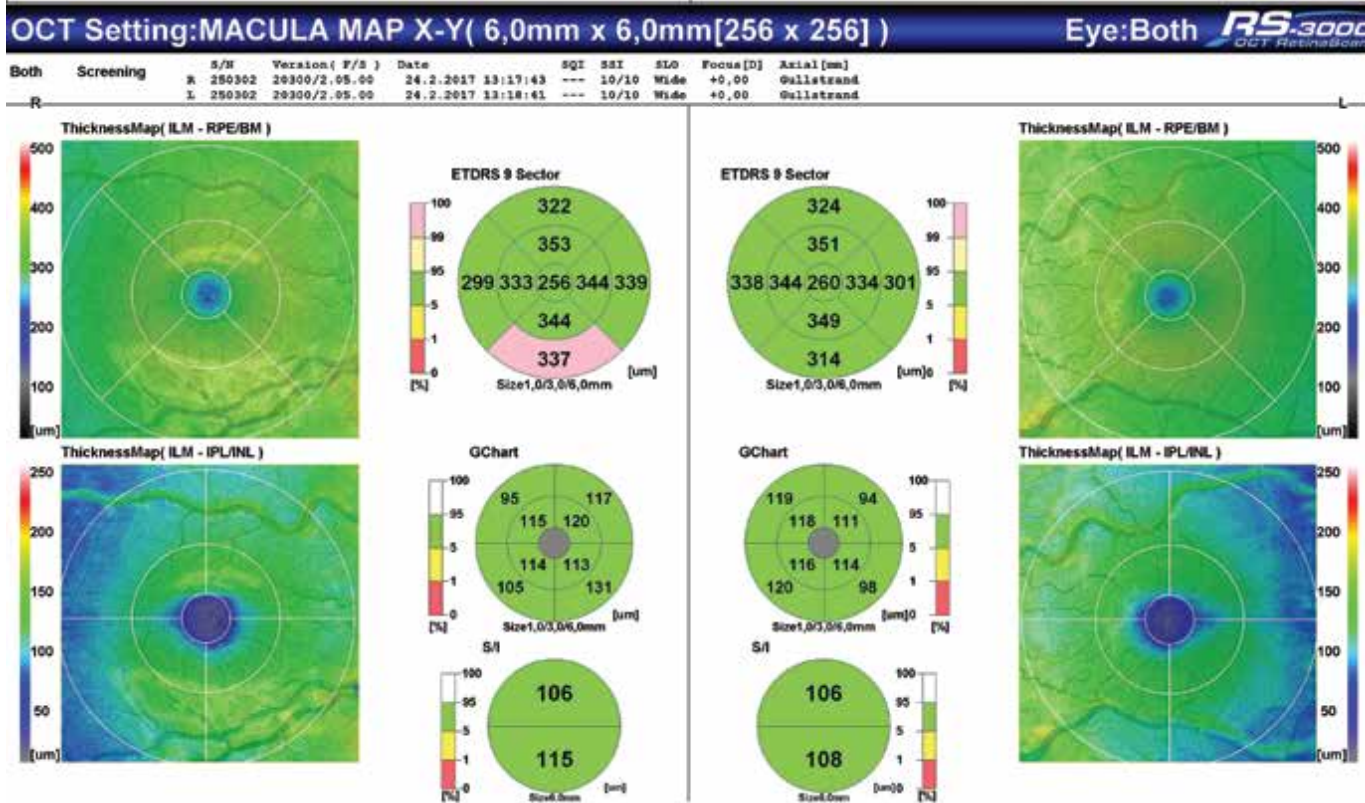 OCT Setting:MACULA MAP X-Y( 6,0mm x 6,0mm[256 x 256] ) Eye:Both RS-3000
OCT RetinaScan
Both Screening S/N Version( F/S ) Date SQI SSI SLO Focus[D] Axial[mm]
R 250302 20300/2.05.00 24.2.2017 13:17:43 --- 10/10 Wide +0,00 Gullstrand
L 250302 20300/2.05.00 24.2.2017 13:18:41 --- 10/10 Wide +0,00 Gullstrand
R L
ThicknessMap( ILM - RPE/BM )
500
400
300
200
100
[um]
ETDRS 9 Sector
100
99
95
5
1
0
[%]
322
353
299 333 256 344 339
344
337
[um]
Size1,0/3,0/6,0mm
ETDRS 9 Sector
324
351
338 344 260 334 301
349
314
[um]
Size1,0/3,0/6,0mm
100
99
95
5
1
0
[%]
ThicknessMap( ILM - RPE/BM )
500
400
300
200
100
[um]
ThicknessMap( ILM - IPL/INL )
250
200
150
100
50
[um]
GChart
100
95
5
1
0
[%]
95 117
115 120
114 113
105 131
[um]
Size1,0/3,0/6,0mm
GChart
119 94
118 111
116 114
120 98
[um]
Size1,0/3,0/6,0mm
100
95
5
1
0
[%]
ThicknessMap( ILM - IPL/INL )
250
200
150
100
50
[um]
S/I
100
95
5
1
0
[%]
106
115
[um]
Size6,0mm
S/I
106
108
[um]
Size6,0mm
100
95
5
1
0
[%]